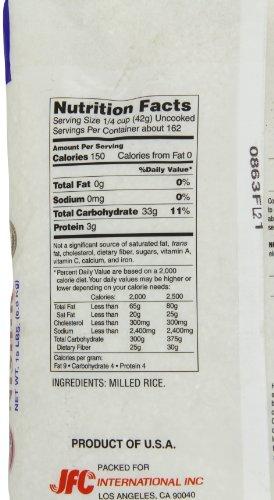 Nutrition Facts
Serving Size 1/4 cup (42g) Uncooked
Servings Per Container about 162
Amount Per Serving
Calories 150 Calories from Fat 0
%Daily Value*
Total Fat 0g 0%
Sodium 0mg 0%
Total Carbohydrate 33g 11%
Protein 3g
Not a significant source of saturated fat, trans
fat, cholesterol, dietary fiber, sugars, vitamin A,
vitamin C, calcium, and iron.
*Percent Daily Value are based on a 2,000
calorie diet. Your daily values may be higher or
lower depending on your calorie needs:
Calories: 2,000 2,500
Total Fat Less than 65g 80g
Sat Fat Less than 20g 25g
Cholesterol Less than 300mg 300mg
Sodium Less than 2,400mg 2,400mg
Total Carbohydrate 300g 375g
Dietary Fiber 25g 30g
Calories per gram:
Fat 9 • Carbohydrate 4 • Protein 4
INGREDIENTS: MILLED RICE.
PRODUCT OF U.S.A.
PACKED FOR
JFC INTERNATIONAL INC
LOS ANGELES, CA 90040
0863FL21
NET WT. 15 LBS.